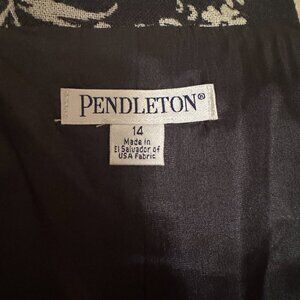 PENDLETON®
14
Made in
El Salvador of
USA Fabric